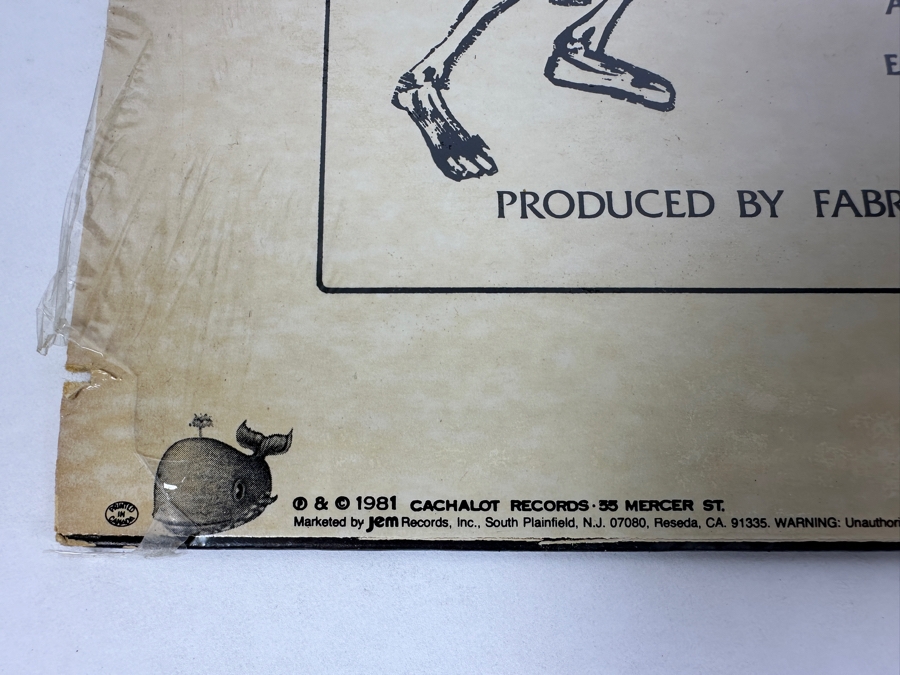 A
E
PRODUCED BY FABR
℗ & © 1981 CACHALOT RECORDS · 55 MERCER ST.
Marketed by jem Records, Inc., South Plainfield, N.J. 07080, Reseda, CA. 91335. WARNING: Unauthori
PRINTED
IN
CANADA